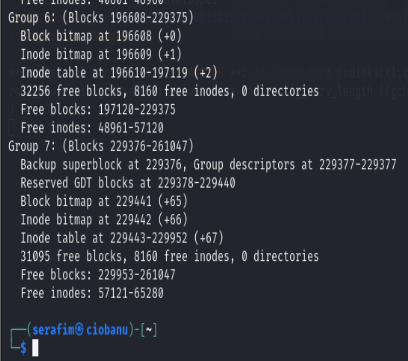 Free inodes: 40801-48960
Group 6: (Blocks 196608-229375)
Block bitmap at 196608 (+0)
Inode bitmap at 196609 (+1)
Inode table at 196610-197119 (+2)
32256 free blocks, 8160 free inodes, 0 directories
Free blocks: 197120-229375
Free inodes: 48961-57120
Group 7: (Blocks 229376-261047)
Backup superblock at 229376, Group descriptors at 229377-229377
Reserved GDT blocks at 229378-229440
Block bitmap at 229441 (+65)
Inode bitmap at 229442 (+66)
Inode table at 229443-229952 (+67)
31095 free blocks, 8160 free inodes, 0 directories
Free blocks: 229953-261047
Free inodes: 57121-65280
┌──(serafim㉿ciobanu)-[~]
└─$